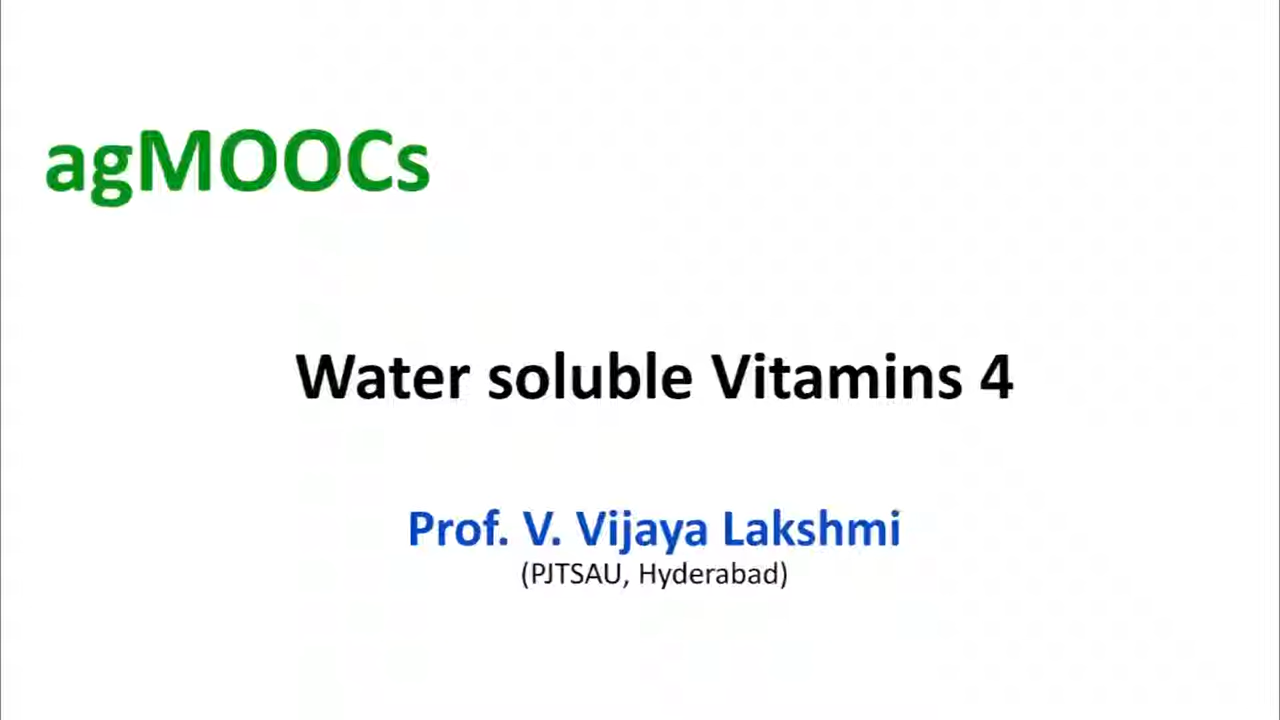 agMOOCs
Water soluble Vitamins 4
Prof. V. Vijaya Lakshmi
(PJTSAU, Hyderabad)